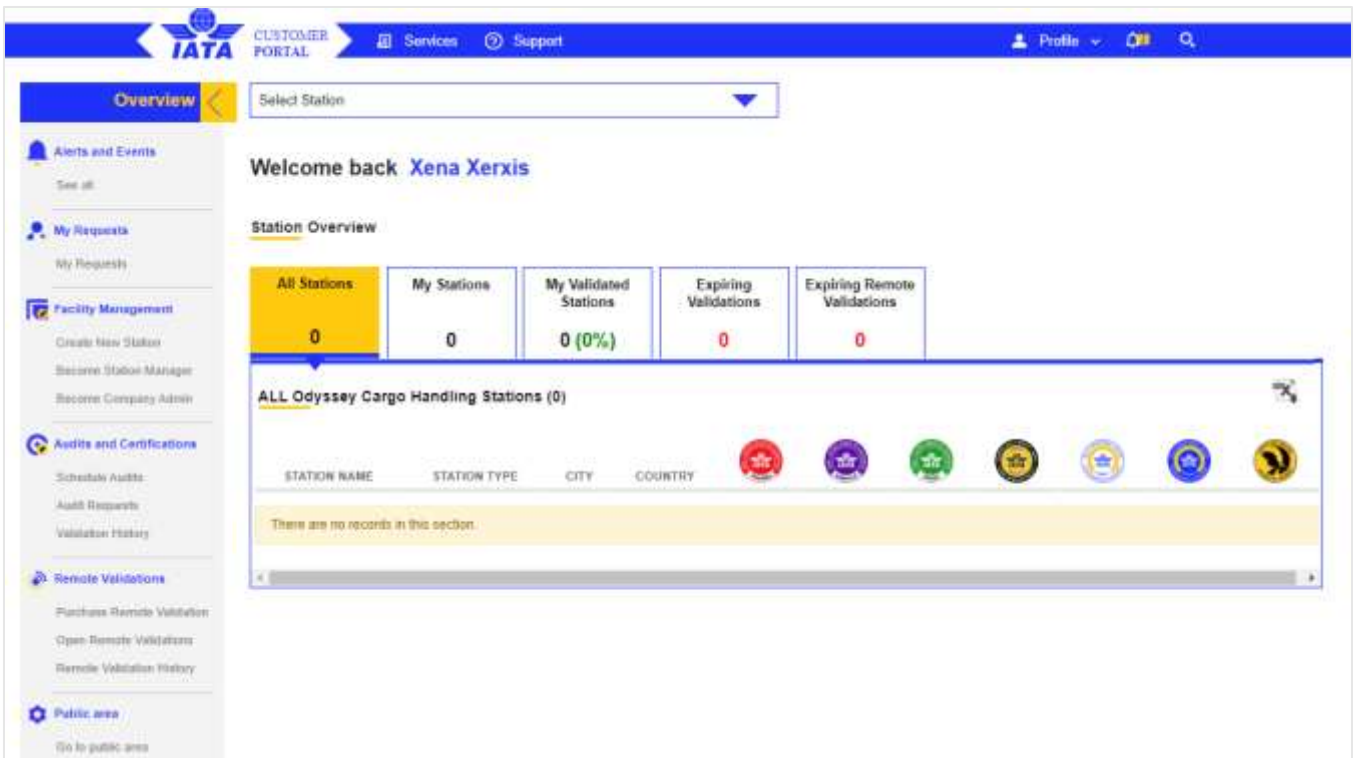 IATA
CUSTOMER
PORTAL
Services
Support
Profile
Overview
Select Station
Alerts and Events
See all
Welcome back Xena Xerxis
My Requests
My Requests
Station Overview
Facility Management
Create New Station
Become Station Manager
Become Company Admin
All Stations
0
My Stations
0
My Validated
Stations
0 (0%)
Expiring
Validations
0
Expiring Remote
Validations
0
ALL Odyssey Cargo Handling Stations (0)
Audits and Certifications
Schedule Audits
Audit Requests
Validation History
STATION NAME
STATION TYPE
CITY
COUNTRY
There are no records in this section.
Remote Validations
Purchase Remote Validation
Open Remote Validations
Remote Validation History
Public area
Go to public area